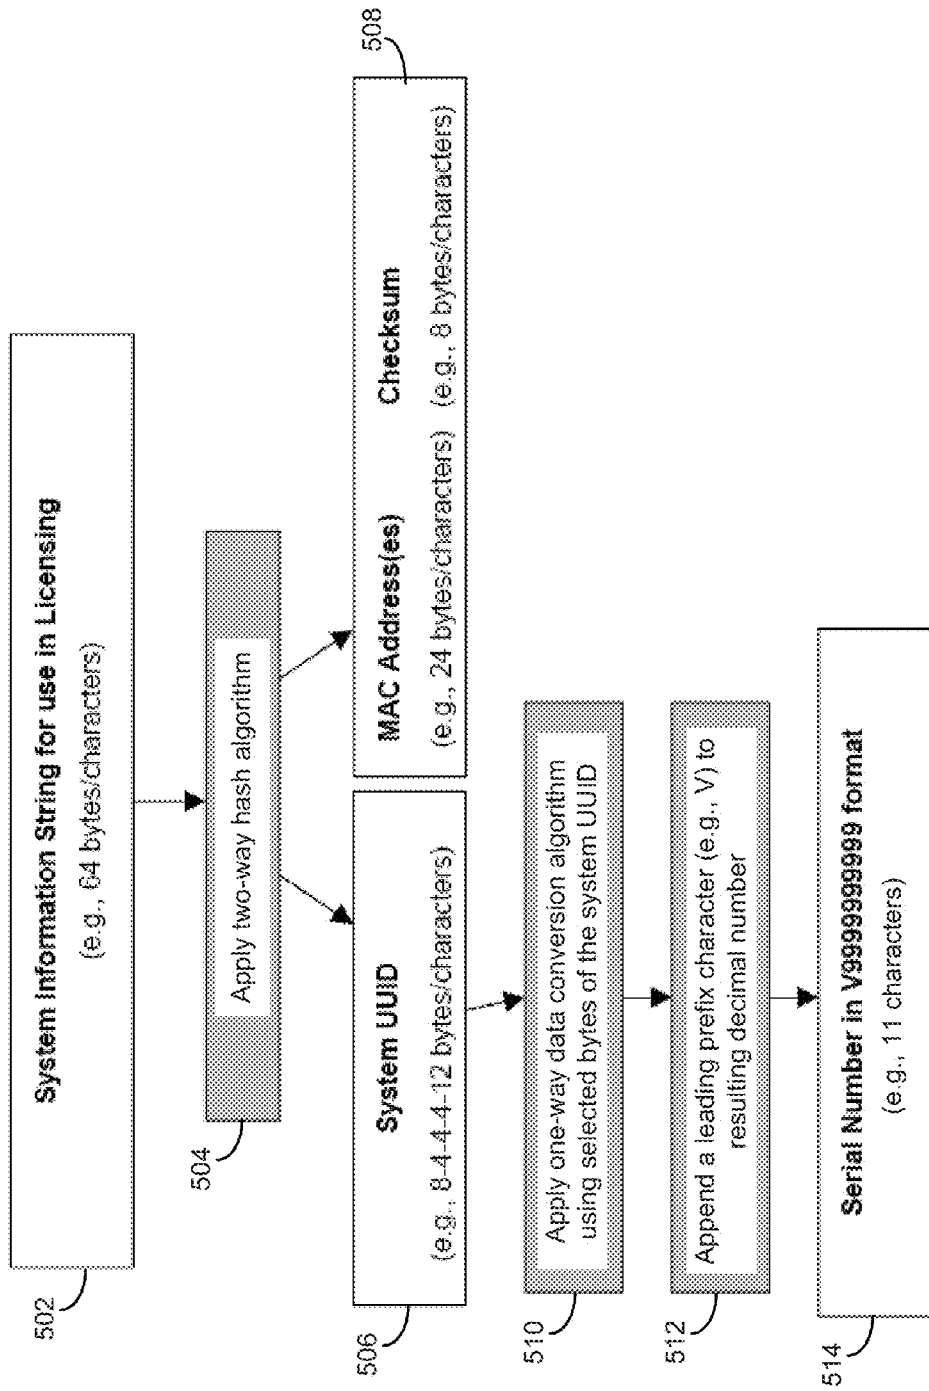 502
System Information String for use in Licensing
(e.g., 64 bytes/characters)
504
Apply two-way hash algorithm
506
System UUID
(e.g., 8-4-4-4-12 bytes/characters)
508
MAC Address(es) Checksum
(e.g., 24 bytes/characters) (e.g., 8 bytes/characters)
510
Apply one-way data conversion algorithm
using selected bytes of the system UUID
512
Append a leading prefix character (e.g., V) to
resulting decimal number
514
Serial Number in V9999999999 format
(e.g., 11 characters)